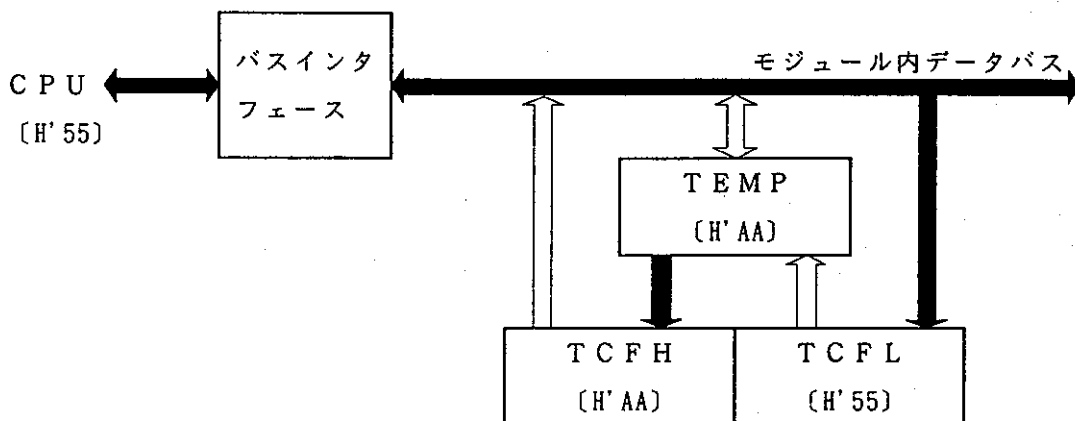 バスインタ
フェース
モジュール内データバス
CPU
〔H'55〕
TEMP
〔H'AA〕
TCFH
〔H'AA〕
TCFL
〔H'55〕